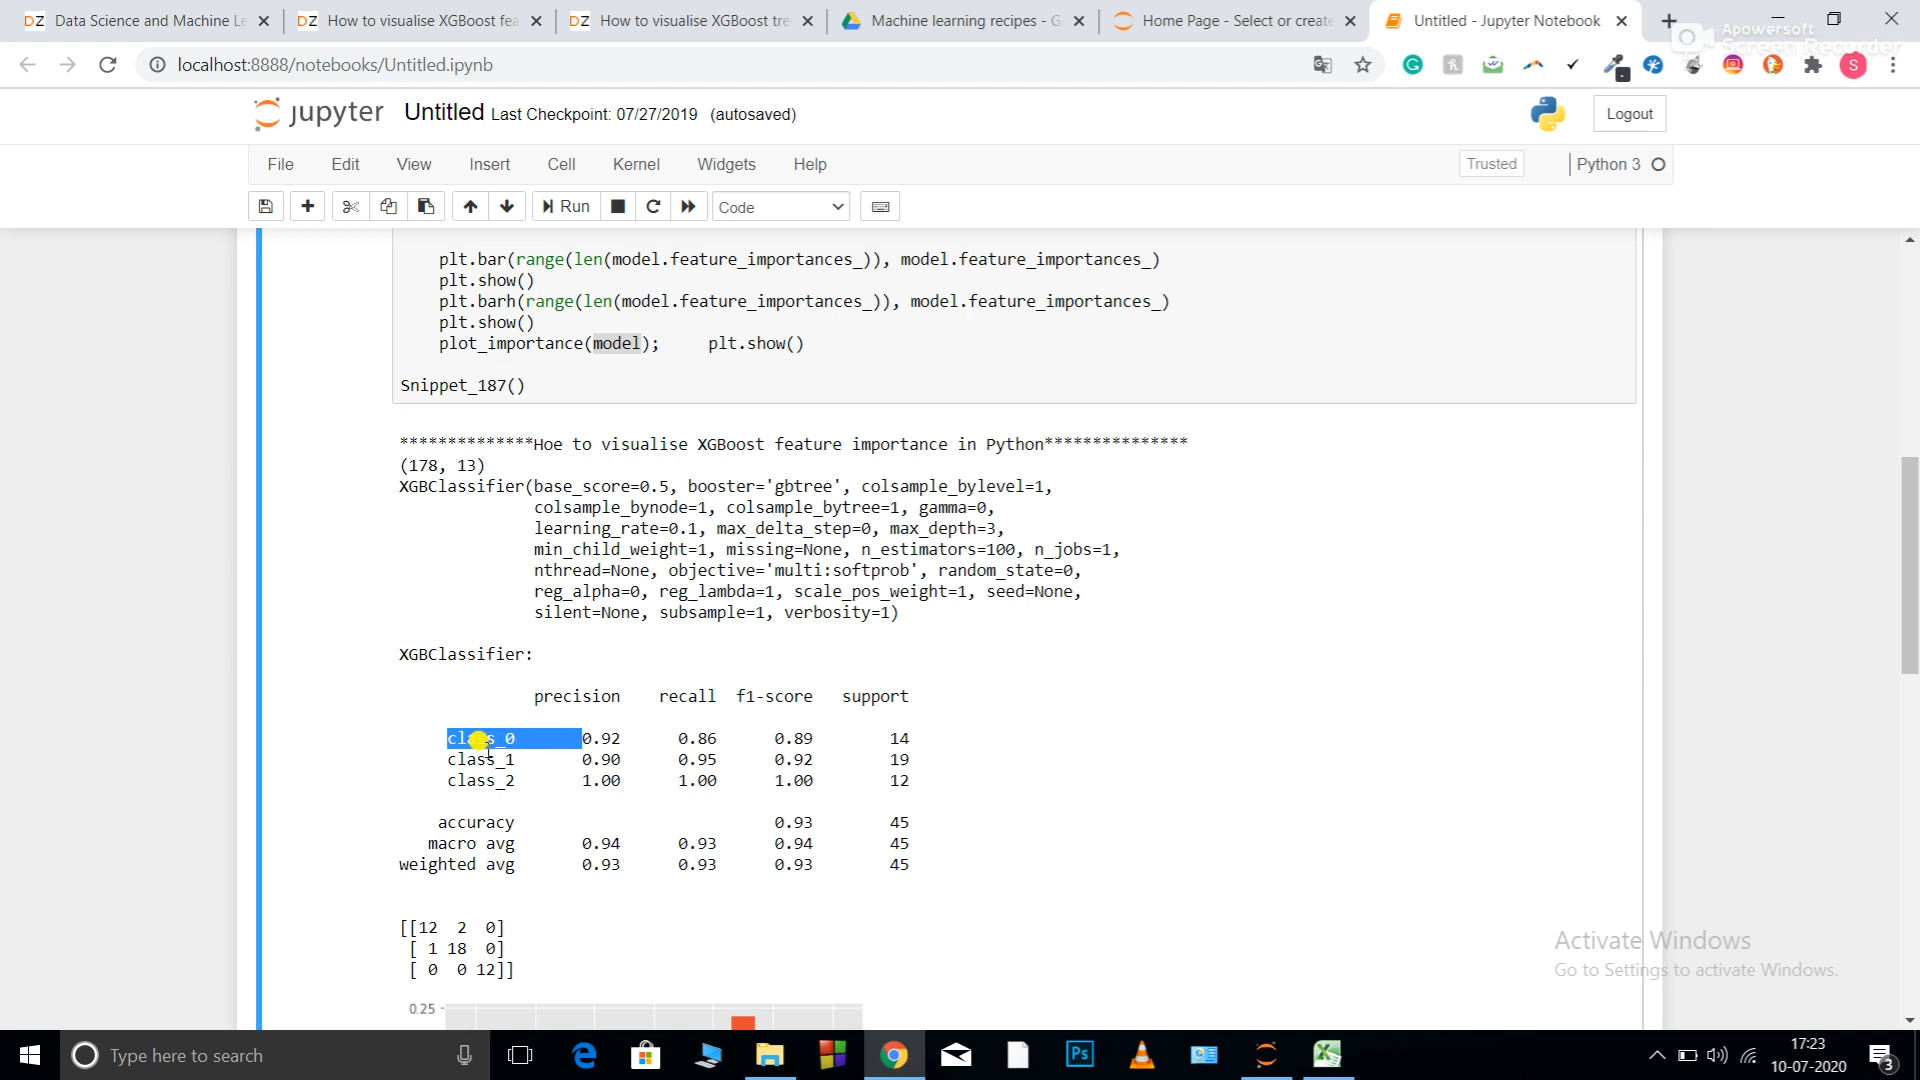 DZ Data Science and Machine Le
DZ How to visualise XGBoost fea
DZ How to visualise XGBoost tre
Machine learning recipes - G
Home Page - Select or create
Untitled - Jupyter Notebook
Apowersoft
Screen Recorder
localhost:8888/notebooks/Untitled.ipynb
S
jupyter Untitled Last Checkpoint: 07/27/2019 (autosaved)
Logout
File Edit View Insert Cell Kernel Widgets Help
Trusted
Python 3
Run
Code
plt.bar(range(len(model.feature_importances_)), model.feature_importances_)
plt.show()
plt.barh(range(len(model.feature_importances_)), model.feature_importances_)
plt.show()
plot_importance(model); plt.show()
Snippet_187()
**************Hoe to visualise XGBoost feature importance in Python***************
(178, 13)
XGBClassifier(base_score=0.5, booster='gbtree', colsample_bylevel=1,
colsample_bynode=1, colsample_bytree=1, gamma=0,
learning_rate=0.1, max_delta_step=0, max_depth=3,
min_child_weight=1, missing=None, n_estimators=100, n_jobs=1,
nthread=None, objective='multi:softprob', random_state=0,
reg_alpha=0, reg_lambda=1, scale_pos_weight=1, seed=None,
silent=None, subsample=1, verbosity=1)
XGBClassifier:
precision recall f1-score support
class_0 0.92 0.86 0.89 14
class_1 0.90 0.95 0.92 19
class_2 1.00 1.00 1.00 12
accuracy 0.93 45
macro avg 0.94 0.93 0.94 45
weighted avg 0.93 0.93 0.93 45
[[12 2 0]
[ 1 18 0]
[ 0 0 12]]
0.25
Activate Windows
Go to Settings to activate Windows.
Type here to search
Ps
17:23
10-07-2020
3